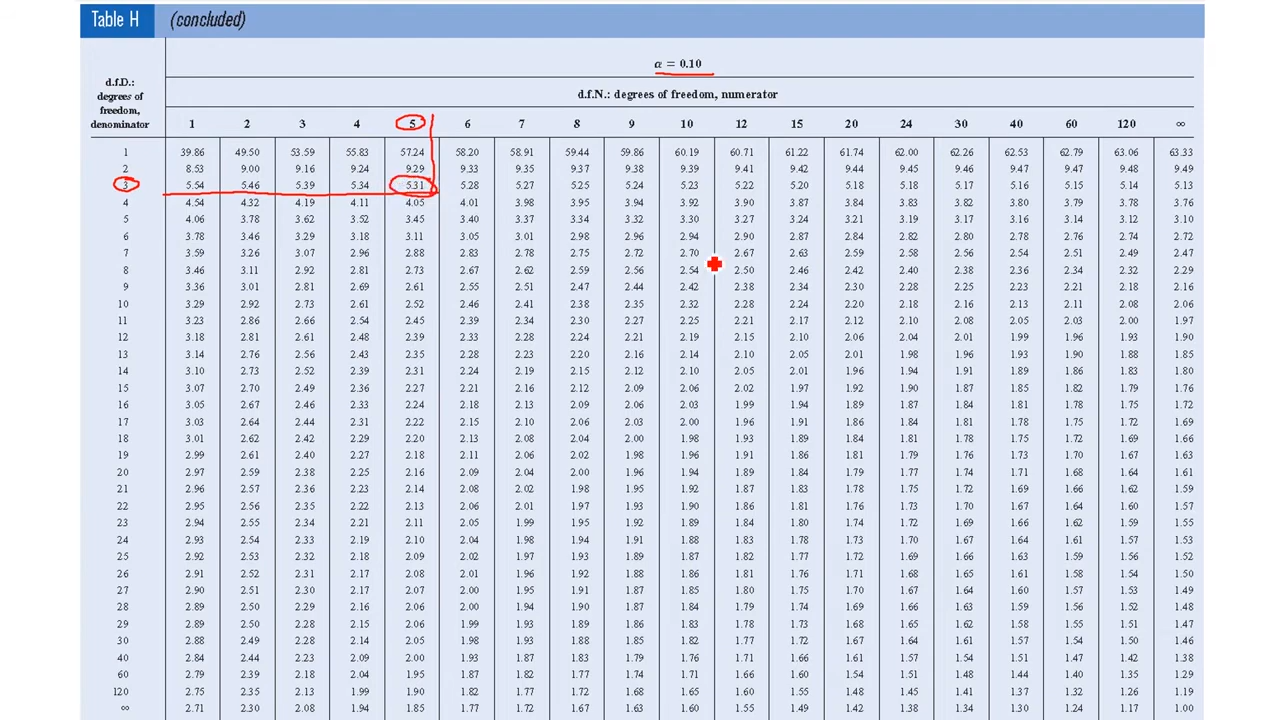 Table H (concluded)
α = 0.10
d.f.D.: degrees of freedom, denominator
d.f.N.: degrees of freedom, numerator
1 2 3 4 5 6 7 8 9 10 12 15 20 24 30 40 60 120 ∞
1 39.86 49.50 53.59 55.83 57.24 58.20 58.91 59.44 59.86 60.19 60.71 61.22 61.74 62.00 62.26 62.53 62.79 63.06 63.33
2 8.53 9.00 9.16 9.24 9.29 9.33 9.35 9.37 9.38 9.39 9.41 9.42 9.44 9.45 9.46 9.47 9.47 9.48 9.49
3 5.54 5.46 5.39 5.34 5.31 5.28 5.27 5.25 5.24 5.23 5.22 5.20 5.18 5.18 5.17 5.16 5.15 5.14 5.13
4 4.54 4.32 4.19 4.11 4.05 4.01 3.98 3.95 3.94 3.92 3.90 3.87 3.84 3.83 3.82 3.80 3.79 3.78 3.76
5 4.06 3.78 3.62 3.52 3.45 3.40 3.37 3.34 3.32 3.30 3.27 3.24 3.21 3.19 3.17 3.16 3.14 3.12 3.10
6 3.78 3.46 3.29 3.18 3.11 3.05 3.01 2.98 2.96 2.94 2.90 2.87 2.84 2.82 2.80 2.78 2.76 2.74 2.72
7 3.59 3.26 3.07 2.96 2.88 2.83 2.78 2.75 2.72 2.70 2.67 2.63 2.59 2.58 2.56 2.54 2.51 2.49 2.47
8 3.46 3.11 2.92 2.81 2.73 2.67 2.62 2.59 2.56 2.54 2.50 2.46 2.42 2.40 2.38 2.36 2.34 2.32 2.29
9 3.36 3.01 2.81 2.69 2.61 2.55 2.51 2.47 2.44 2.42 2.38 2.34 2.30 2.28 2.25 2.23 2.21 2.18 2.16
10 3.29 2.92 2.73 2.61 2.52 2.46 2.41 2.38 2.35 2.32 2.28 2.24 2.20 2.18 2.16 2.13 2.11 2.08 2.06
11 3.23 2.86 2.66 2.54 2.45 2.39 2.34 2.30 2.27 2.25 2.21 2.17 2.12 2.10 2.08 2.05 2.03 2.00 1.97
12 3.18 2.81 2.61 2.48 2.39 2.33 2.28 2.24 2.21 2.19 2.15 2.10 2.06 2.04 2.01 1.99 1.96 1.93 1.90
13 3.14 2.76 2.56 2.43 2.35 2.28 2.23 2.20 2.16 2.14 2.10 2.05 2.01 1.98 1.96 1.93 1.90 1.88 1.85
14 3.10 2.73 2.52 2.39 2.31 2.24 2.19 2.15 2.12 2.10 2.05 2.01 1.96 1.94 1.91 1.89 1.86 1.83 1.80
15 3.07 2.70 2.49 2.36 2.27 2.21 2.16 2.12 2.09 2.06 2.02 1.97 1.92 1.90 1.87 1.85 1.82 1.79 1.76
16 3.05 2.67 2.46 2.33 2.24 2.18 2.13 2.09 2.06 2.03 1.99 1.94 1.89 1.87 1.84 1.81 1.78 1.75 1.72
17 3.03 2.64 2.44 2.31 2.22 2.15 2.10 2.06 2.03 2.00 1.96 1.91 1.86 1.84 1.81 1.78 1.75 1.72 1.69
18 3.01 2.62 2.42 2.29 2.20 2.13 2.08 2.04 2.00 1.98 1.93 1.89 1.84 1.81 1.78 1.75 1.72 1.69 1.66
19 2.99 2.61 2.40 2.27 2.18 2.11 2.06 2.02 1.98 1.96 1.91 1.86 1.81 1.79 1.76 1.73 1.70 1.67 1.63
20 2.97 2.59 2.38 2.25 2.16 2.09 2.04 2.00 1.96 1.94 1.89 1.84 1.79 1.77 1.74 1.71 1.68 1.64 1.61
21 2.96 2.57 2.36 2.23 2.14 2.08 2.02 1.98 1.95 1.92 1.87 1.83 1.78 1.75 1.72 1.69 1.66 1.62 1.59
22 2.95 2.56 2.35 2.22 2.13 2.06 2.01 1.97 1.93 1.90 1.86 1.81 1.76 1.73 1.70 1.67 1.64 1.60 1.57
23 2.94 2.55 2.34 2.21 2.11 2.05 1.99 1.95 1.92 1.89 1.84 1.80 1.74 1.72 1.69 1.66 1.62 1.59 1.55
24 2.93 2.54 2.33 2.19 2.10 2.04 1.98 1.94 1.91 1.88 1.83 1.78 1.73 1.70 1.67 1.64 1.61 1.57 1.53
25 2.92 2.53 2.32 2.18 2.09 2.02 1.97 1.93 1.89 1.87 1.82 1.77 1.72 1.69 1.66 1.63 1.59 1.56 1.52
26 2.91 2.52 2.31 2.17 2.08 2.01 1.96 1.92 1.88 1.86 1.81 1.76 1.71 1.68 1.65 1.61 1.58 1.54 1.50
27 2.90 2.51 2.30 2.17 2.07 2.00 1.95 1.91 1.87 1.85 1.80 1.75 1.70 1.67 1.64 1.60 1.57 1.53 1.49
28 2.89 2.50 2.29 2.16 2.06 2.00 1.94 1.90 1.87 1.84 1.79 1.74 1.69 1.66 1.63 1.59 1.56 1.52 1.48
29 2.89 2.50 2.28 2.15 2.06 1.99 1.93 1.89 1.86 1.83 1.78 1.73 1.68 1.65 1.62 1.58 1.55 1.51 1.47
30 2.88 2.49 2.28 2.14 2.05 1.98 1.93 1.88 1.85 1.82 1.77 1.72 1.67 1.64 1.61 1.57 1.54 1.50 1.46
40 2.84 2.44 2.23 2.09 2.00 1.93 1.87 1.83 1.79 1.76 1.71 1.66 1.61 1.57 1.54 1.51 1.47 1.42 1.38
60 2.79 2.39 2.18 2.04 1.95 1.87 1.82 1.77 1.74 1.71 1.66 1.60 1.54 1.51 1.48 1.44 1.40 1.35 1.29
120 2.75 2.35 2.13 1.99 1.90 1.82 1.77 1.72 1.68 1.65 1.60 1.55 1.48 1.45 1.41 1.37 1.32 1.26 1.19
∞ 2.71 2.30 2.08 1.94 1.85 1.77 1.72 1.67 1.63 1.60 1.55 1.49 1.42 1.38 1.34 1.30 1.24 1.17 1.00